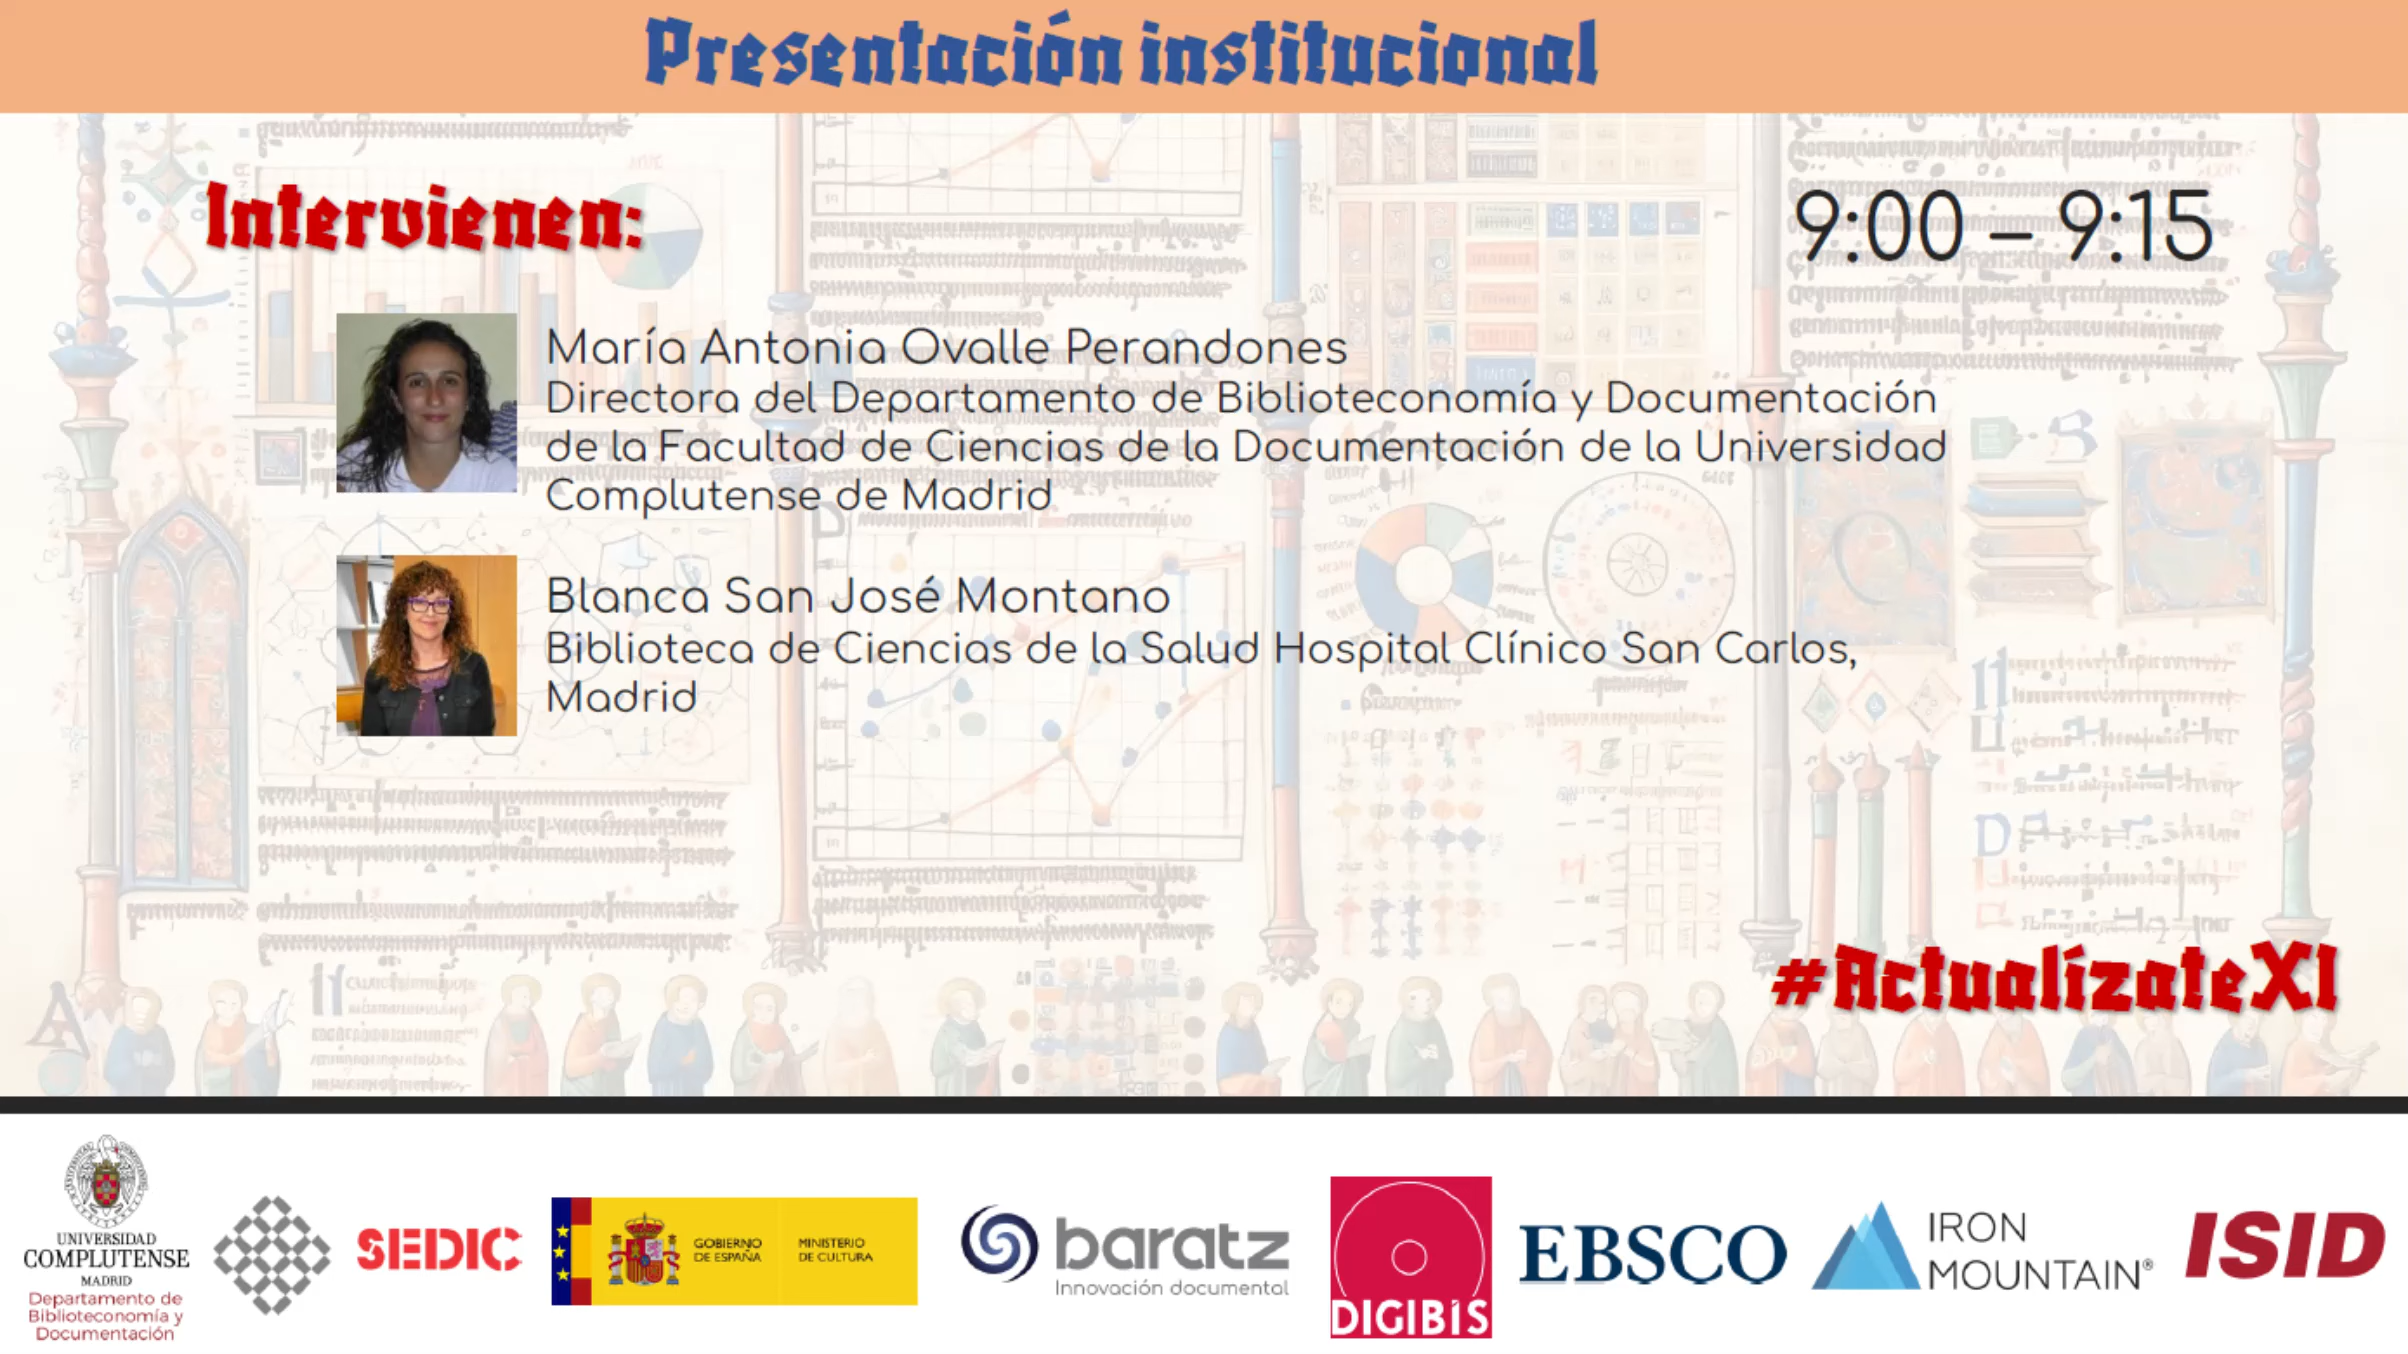 Presentación institucional
Intervienen:
9:00 – 9:15
María Antonia Ovalle Perandones
Directora del Departamento de Biblioteconomía y Documentación
de la Facultad de Ciencias de la Documentación de la Universidad
Complutense de Madrid
Blanca San José Montano
Biblioteca de Ciencias de la Salud Hospital Clínico San Carlos,
Madrid
#ActualízateXI
UNIVERSIDAD
COMPLUTENSE
MADRID
Departamento de
Biblioteconomía y
Documentación
SEDIC
GOBIERNO
DE ESPAÑA
MINISTERIO
DE CULTURA
baratz
Innovación documental
DIGIBÍS
EBSCO
IRON
MOUNTAIN®
ISID